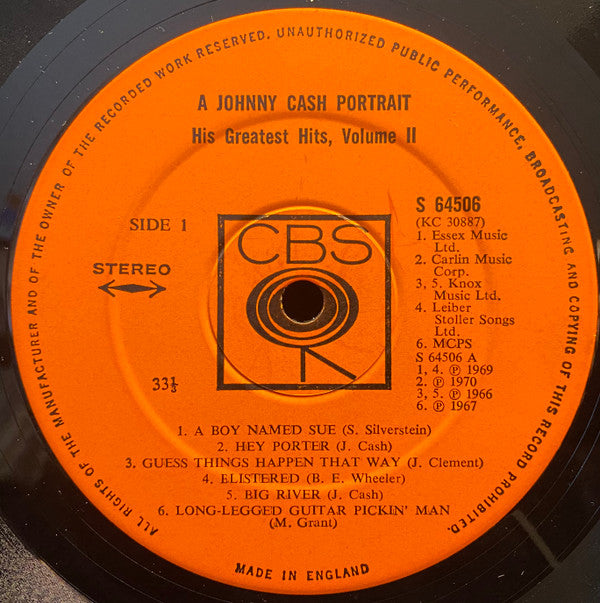 ALL RIGHTS OF THE MANUFACTURER AND OF THE OWNER OF THE RECORDED WORK RESERVED. UNAUTHORIZED PUBLIC PERFORMANCE, BROADCASTING AND COPYING OF THIS RECORD PROHIBITED.
A JOHNNY CASH PORTRAIT
His Greatest Hits, Volume II
SIDE 1
STEREO
33⅓
CBS
S 64506
(KC 30887)
1. Essex Music
Ltd.
2. Carlin Music
Corp.
3, 5. Knox
Music Ltd.
4. Leiber
Støller Songs
Ltd.
6. MCPS
S 64506 A
1, 4. ℗ 1969
2. ℗ 1970
3, 5. ℗ 1966
6. ℗ 1967
1. A BOY NAMED SUE (S. Silverstein)
2. HEY PORTER (J. Cash)
3. GUESS THINGS HAPPEN THAT WAY (J. Clement)
4. ELISTERED (B. E. Wheeler)
5. BIG RIVER (J. Cash)
6. LONG-LEGGED GUITAR PICKIN' MAN
(M. Grant)
MADE IN ENGLAND